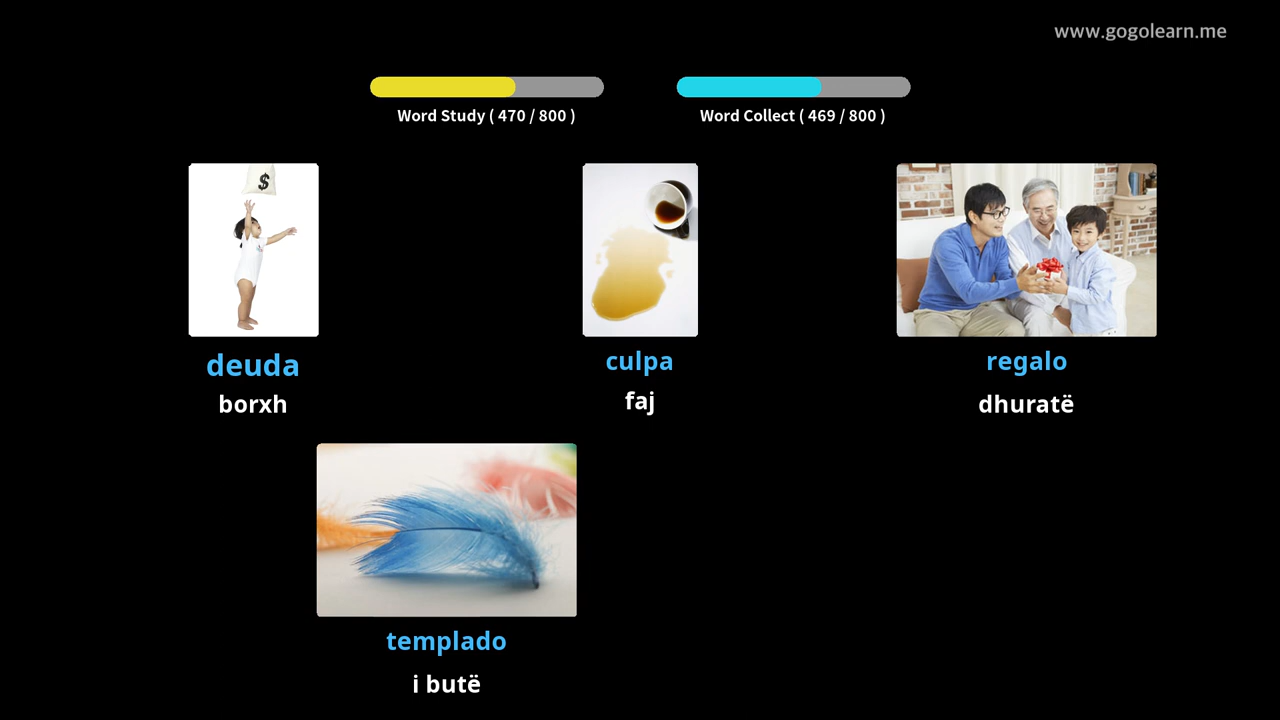 www.gogolearn.me
Word Study ( 470 / 800 )
Word Collect ( 469 / 800 )
$
deuda
borxh
culpa
faj
regalo
dhuratë
templado
i butë